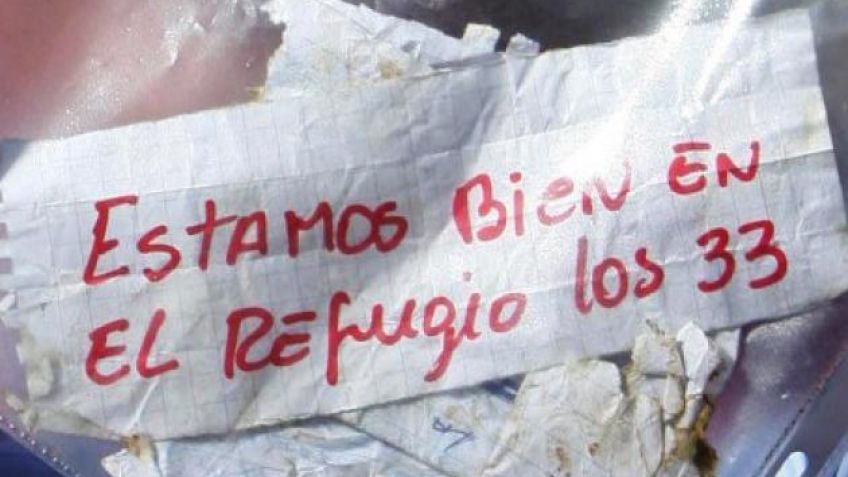 ESTAMOS BiEN EN
EL REfugio los 33